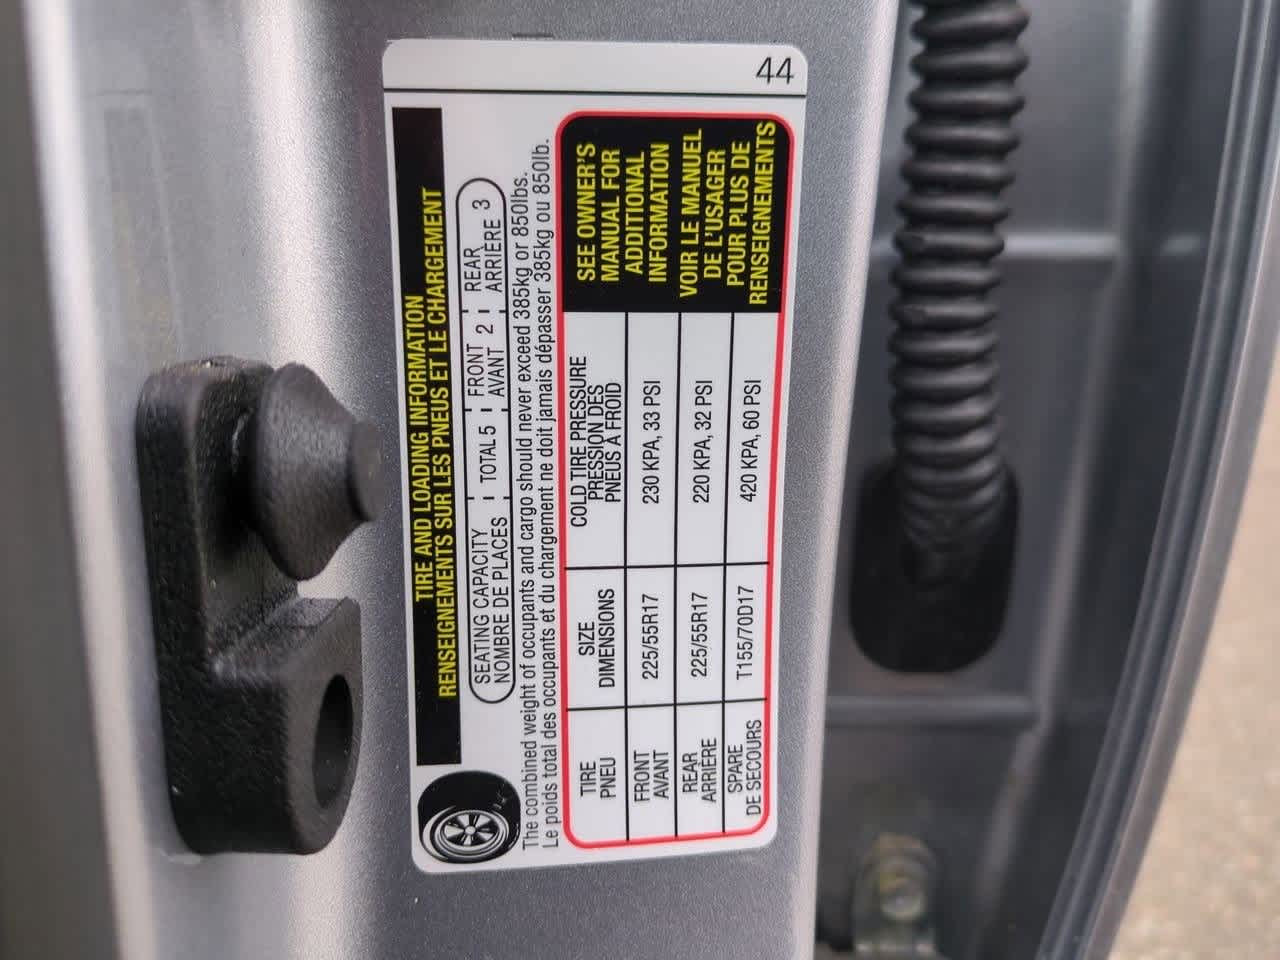 44
TIRE AND LOADING INFORMATION
RENSEIGNEMENTS SUR LES PNEUS ET LE CHARGEMENT
SEATING CAPACITY
NOMBRE DE PLACES
TOTAL 5
FRONT
AVANT 2
REAR
ARRIÈRE 3
The combined weight of occupants and cargo should never exceed 385kg or 850lbs.
Le poids total des occupants et du chargement ne doit jamais dépasser 385kg ou 850lb.
TIRE
PNEU
SIZE
DIMENSIONS
COLD TIRE PRESSURE
PRESSION DES
PNEUS À FROID
FRONT
AVANT
225/55R17
230 KPA, 33 PSI
REAR
ARRIÈRE
225/55R17
220 KPA, 32 PSI
SPARE
DE SECOURS
T155/70D17
420 KPA, 60 PSI
SEE OWNER'S
MANUAL FOR
ADDITIONAL
INFORMATION
VOIR LE MANUEL
DE L'USAGER
POUR PLUS DE
RENSEIGNEMENTS